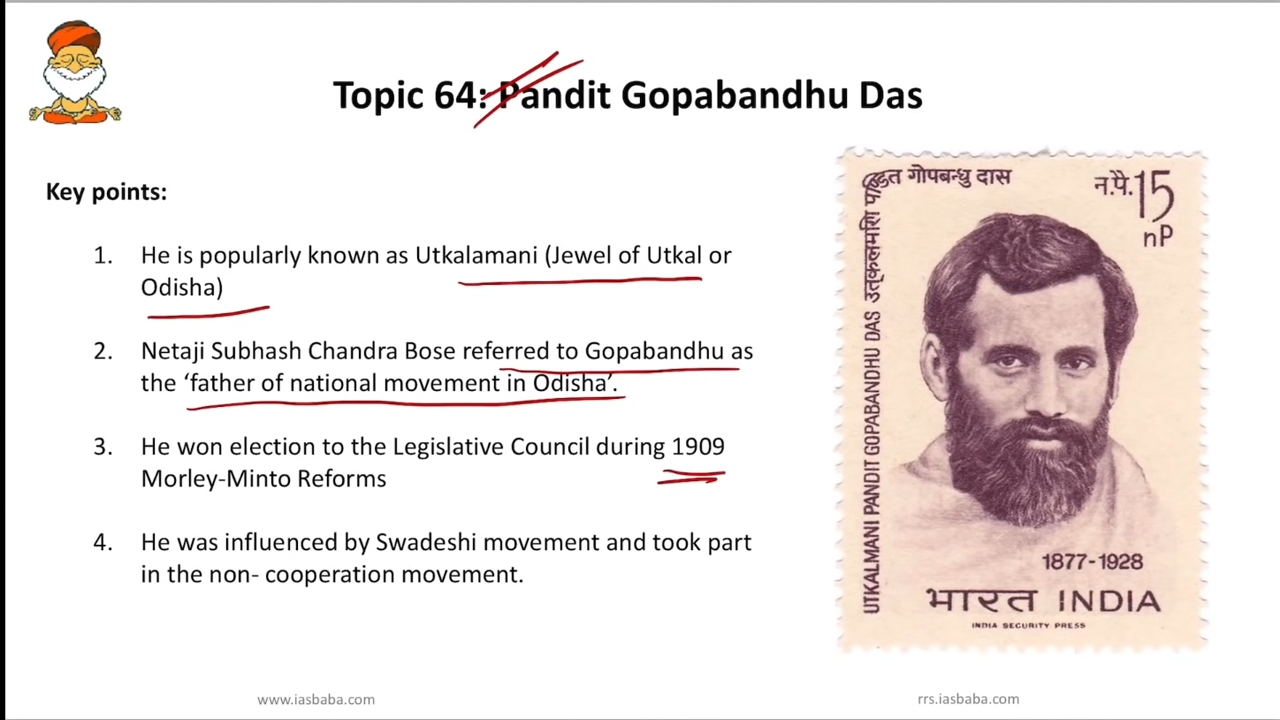 Topic 64: Pandit Gopabandhu Das
Key points:
1. He is popularly known as Utkalamani (Jewel of Utkal or
Odisha)
2. Netaji Subhash Chandra Bose referred to Gopabandhu as
the ‘father of national movement in Odisha’.
3. He won election to the Legislative Council during 1909
Morley-Minto Reforms
4. He was influenced by Swadeshi movement and took part
in the non- cooperation movement.
उत्कलमणि पण्डित गोपबन्धु दास
न.पै. 15
nP
UTKALMANI PANDIT GOPABANDHU DAS
1877-1928
भारत INDIA
INDIA SECURITY PRESS
www.iasbaba.com
rrs.iasbaba.com